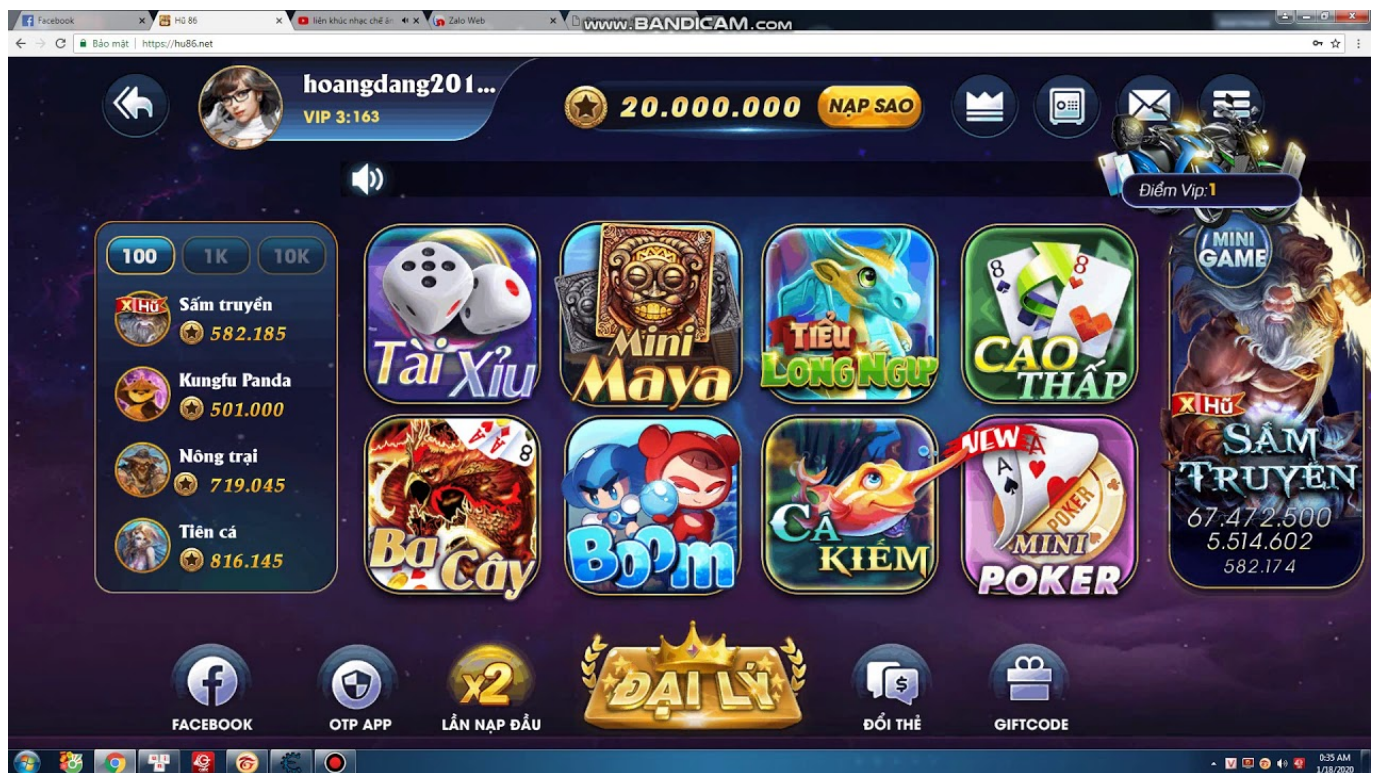 Facebook
Hũ 86
liên khúc nhạc chế ăn
Zalo Web
www.BANDICAM.com
Bảo mật | https://hu86.net
hoangdang201...
VIP 3:163
20.000.000
NẠP SAO
Điểm Vip:1
100
1K
10K
X Hũ
Sấm truyền
582.185
Kungfu Panda
501.000
Nông trại
719.045
Tiên cá
816.145
Tài Xỉu
Mini
Maya
TIỂU
LONG NGƯ
8 8
CAO
THẤP
MINI
GAME
X Hũ
SẤM
TRUYỀN
67.472.500
5.514.602
582.174
A A 8
Ba Cây
BOOM
CÁ
KIẾM
NEW
A A
POKER
MINI
POKER
FACEBOOK
OTP APP
X2
LẦN NẠP ĐẦU
ĐẠI LÝ
$
ĐỔI THẺ
GIFTCODE
V
0:35 AM
1/18/2020